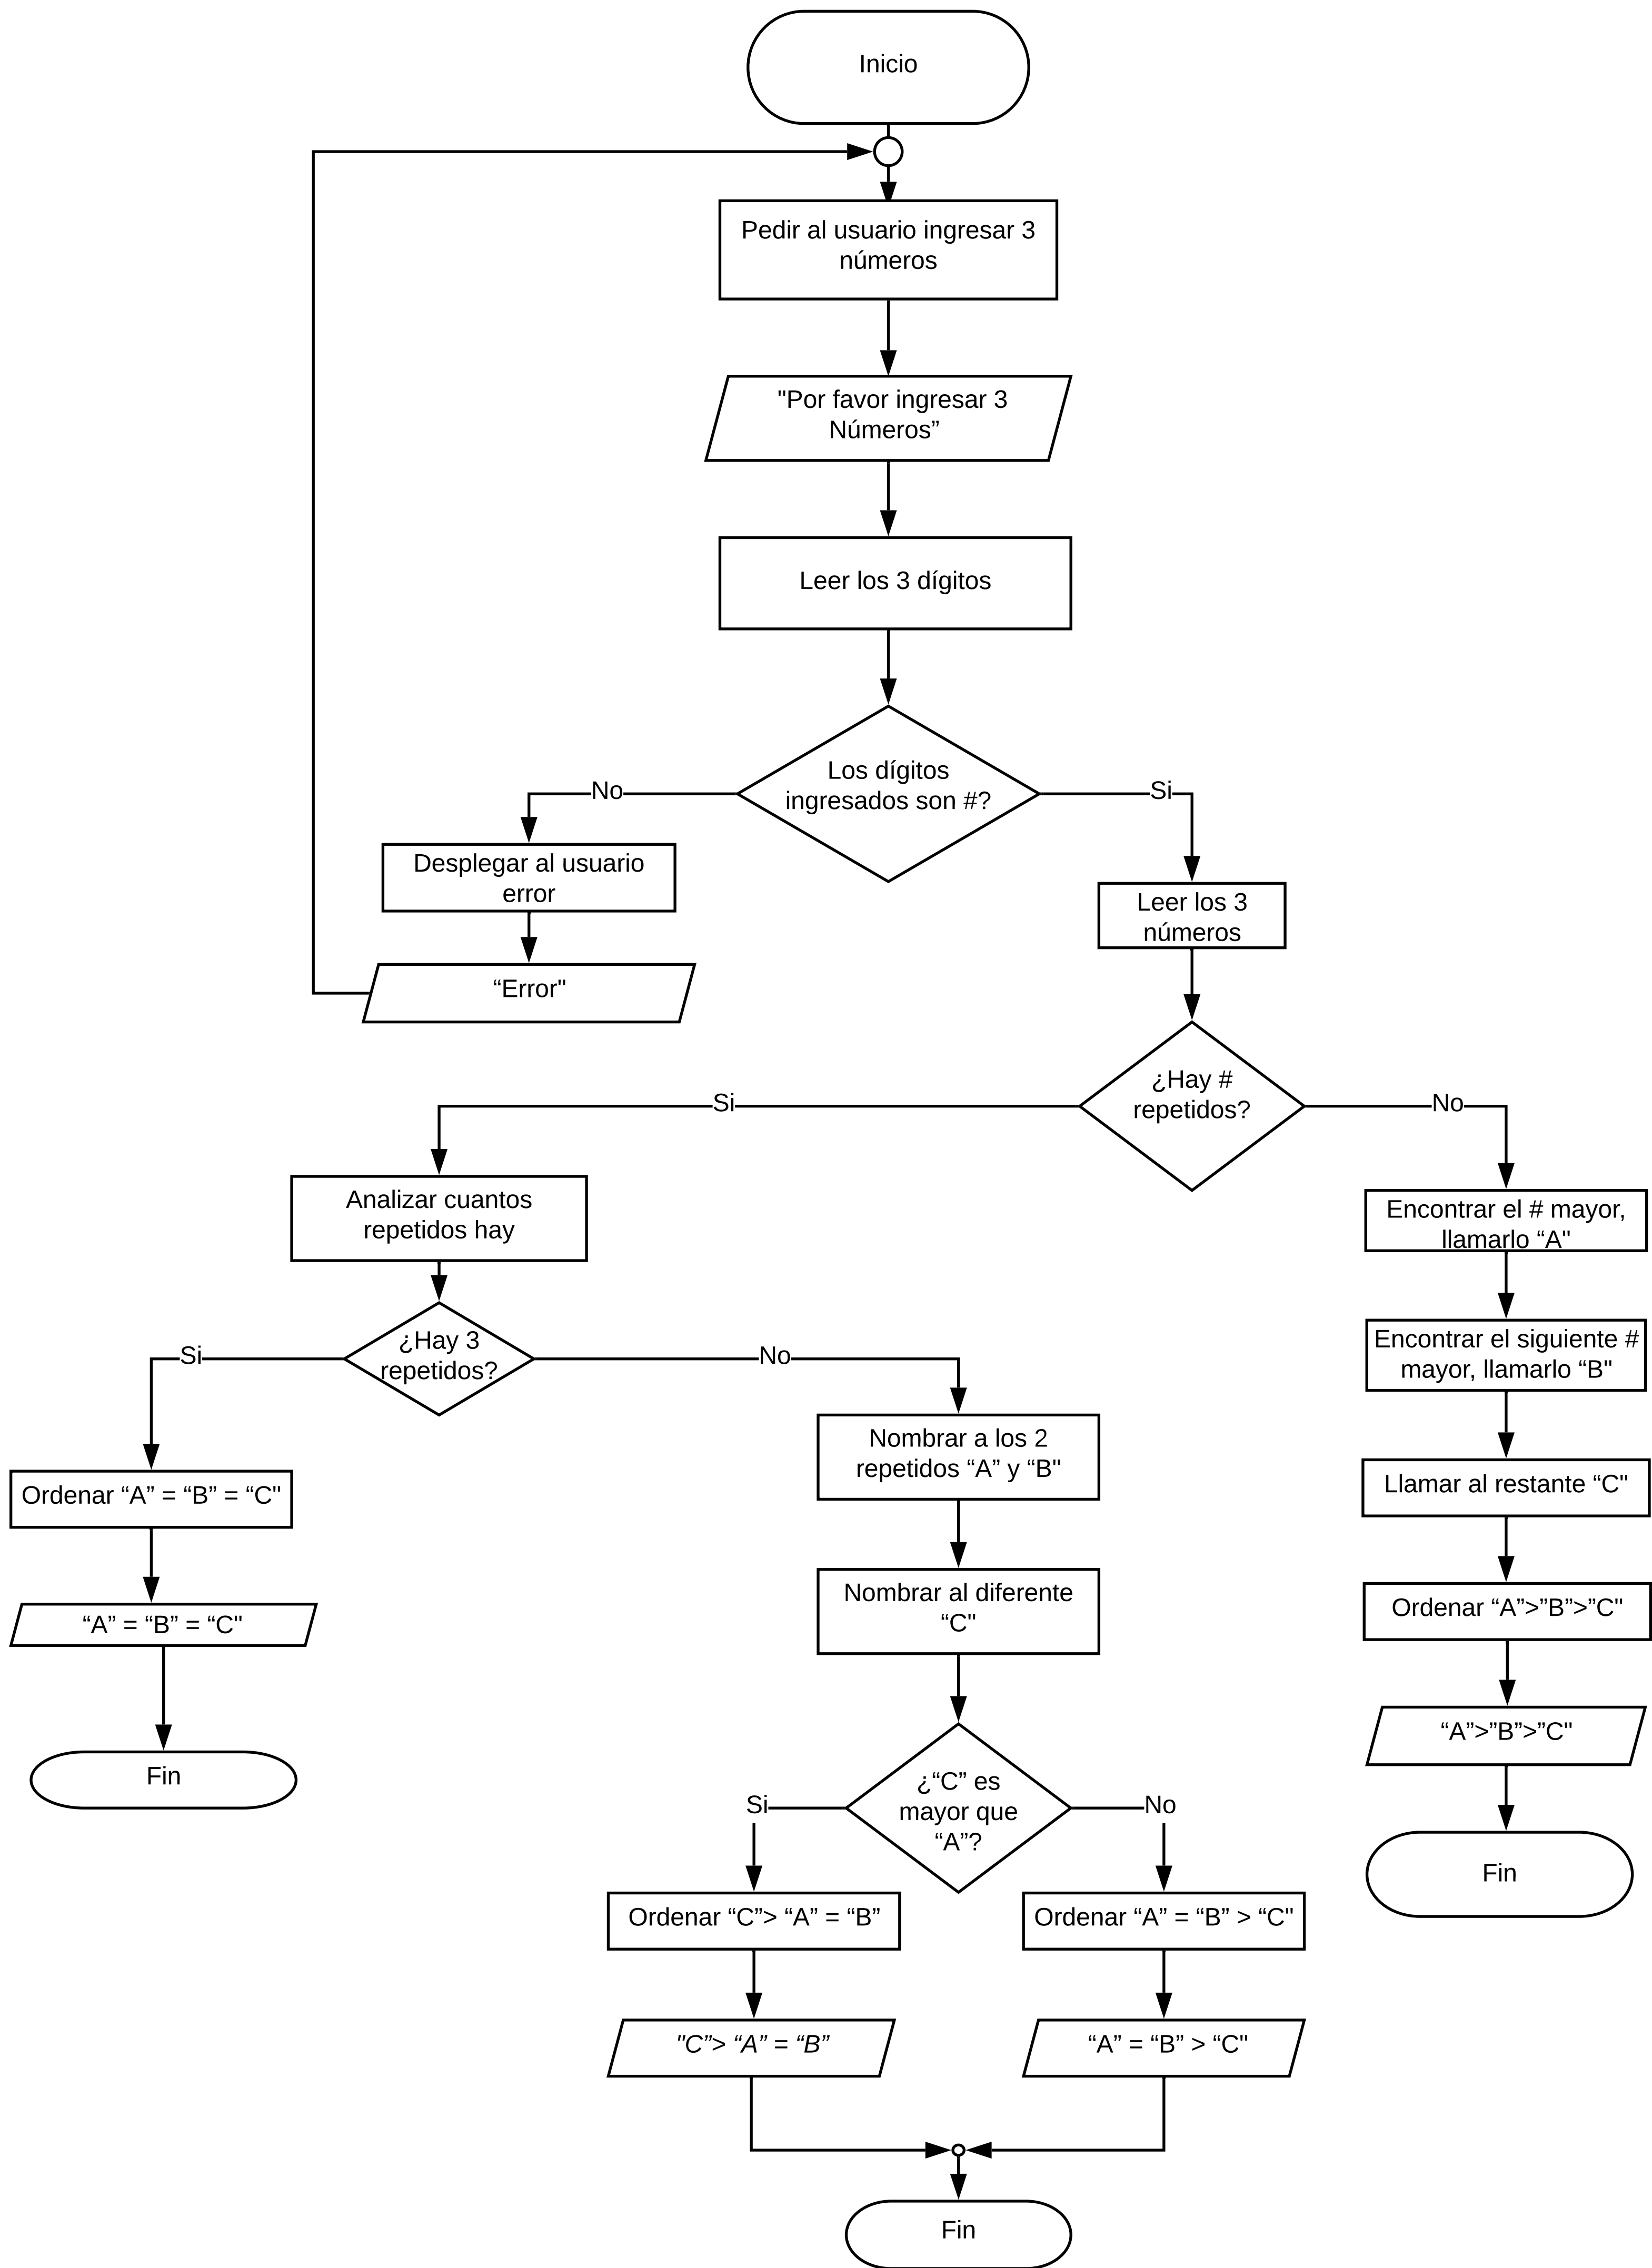 Inicio
Pedir al usuario ingresar 3
números
"Por favor ingresar 3
Números”
Leer los 3 dígitos
Los dígitos
ingresados son #?
No
Si
Desplegar al usuario
error
“Error"
Leer los 3
números
¿Hay #
repetidos?
Si
No
Analizar cuantos
repetidos hay
Encontrar el # mayor,
llamarlo “A"
¿Hay 3
repetidos?
Si
No
Encontrar el siguiente #
mayor, llamarlo “B"
Nombrar a los 2
repetidos “A” y “B"
Llamar al restante “C"
Ordenar “A” = “B” = “C"
Nombrar al diferente
“C"
Ordenar “A”>”B”>”C"
“A” = “B” = “C"
“A”>”B”>”C"
Fin
¿“C” es
mayor que
“A”?
Si
No
Fin
Ordenar “C”> “A” = “B”
Ordenar “A” = “B” > “C"
"C”> “A” = “B”
“A” = “B” > “C"
Fin